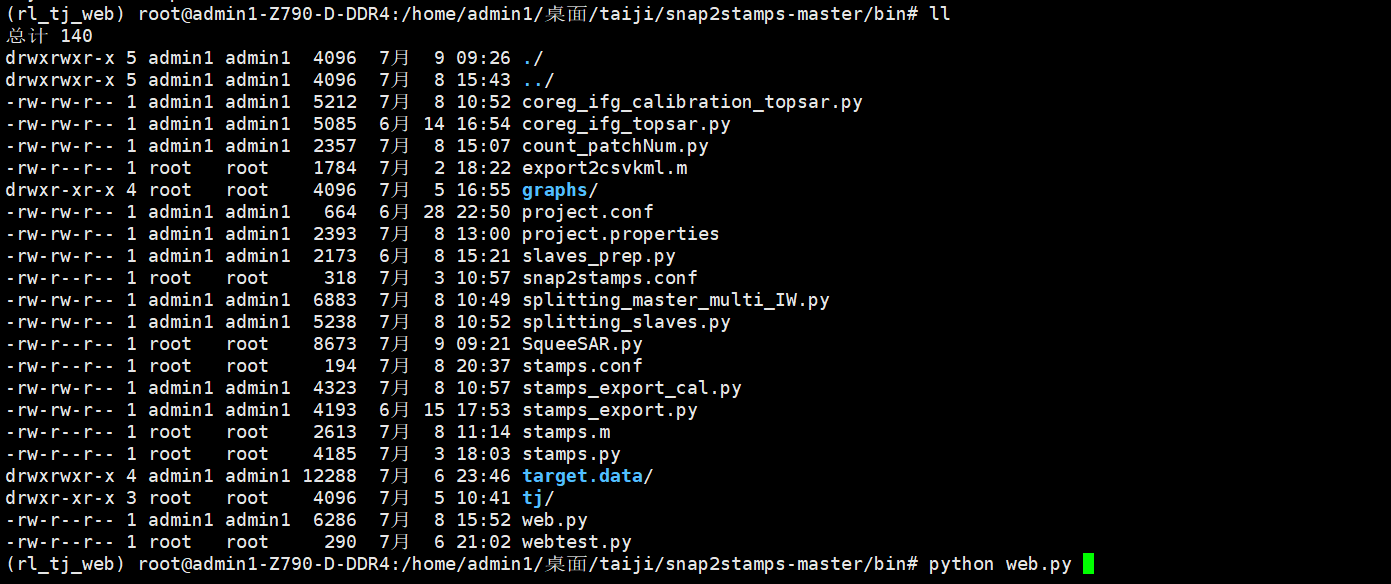 (rl_tj_web) root@admin1-Z790-D-DDR4:/home/admin1/桌面/taiji/snap2stamps-master/bin# ll
总计 140
drwxrwxr-x 5 admin1 admin1  4096  7月  9 09:26 ./
drwxrwxr-x 5 admin1 admin1  4096  7月  8 15:43 ../
-rw-rw-r-- 1 admin1 admin1  5212  7月  8 10:52 coreg_ifg_calibration_topsar.py
-rw-rw-r-- 1 admin1 admin1  5085  6月 14 16:54 coreg_ifg_topsar.py
-rw-rw-r-- 1 admin1 admin1  2357  7月  8 15:07 count_patchNum.py
-rw-r--r-- 1 root   root    1784  7月  2 18:22 export2csvkml.m
drwxr-xr-x 4 root   root    4096  7月  5 16:55 graphs/
-rw-rw-r-- 1 admin1 admin1   664  6月 28 22:50 project.conf
-rw-rw-r-- 1 admin1 admin1  2393  7月  8 13:00 project.properties
-rw-rw-r-- 1 admin1 admin1  2173  6月  8 15:21 slaves_prep.py
-rw-r--r-- 1 root   root     318  7月  3 10:57 snap2stamps.conf
-rw-rw-r-- 1 admin1 admin1  6883  7月  8 10:49 splitting_master_multi_IW.py
-rw-rw-r-- 1 admin1 admin1  5238  7月  8 10:52 splitting_slaves.py
-rw-r--r-- 1 root   root    8673  7月  9 09:21 SqueeSAR.py
-rw-r--r-- 1 root   root     194  7月  8 20:37 stamps.conf
-rw-rw-r-- 1 admin1 admin1  4323  7月  8 10:57 stamps_export_cal.py
-rw-rw-r-- 1 admin1 admin1  4193  6月 15 17:53 stamps_export.py
-rw-r--r-- 1 root   root    2613  7月  8 11:14 stamps.m
-rw-r--r-- 1 root   root    4185  7月  3 18:03 stamps.py
drwxrwxr-x 4 admin1 admin1 12288  7月  6 23:46 target.data/
drwxr-xr-x 3 root   root    4096  7月  5 10:41 tj/
-rw-r--r-- 1 admin1 admin1  6286  7月  8 15:52 web.py
-rw-r--r-- 1 root   root     290  7月  6 21:02 webtest.py
(rl_tj_web) root@admin1-Z790-D-DDR4:/home/admin1/桌面/taiji/snap2stamps-master/bin# python web.py